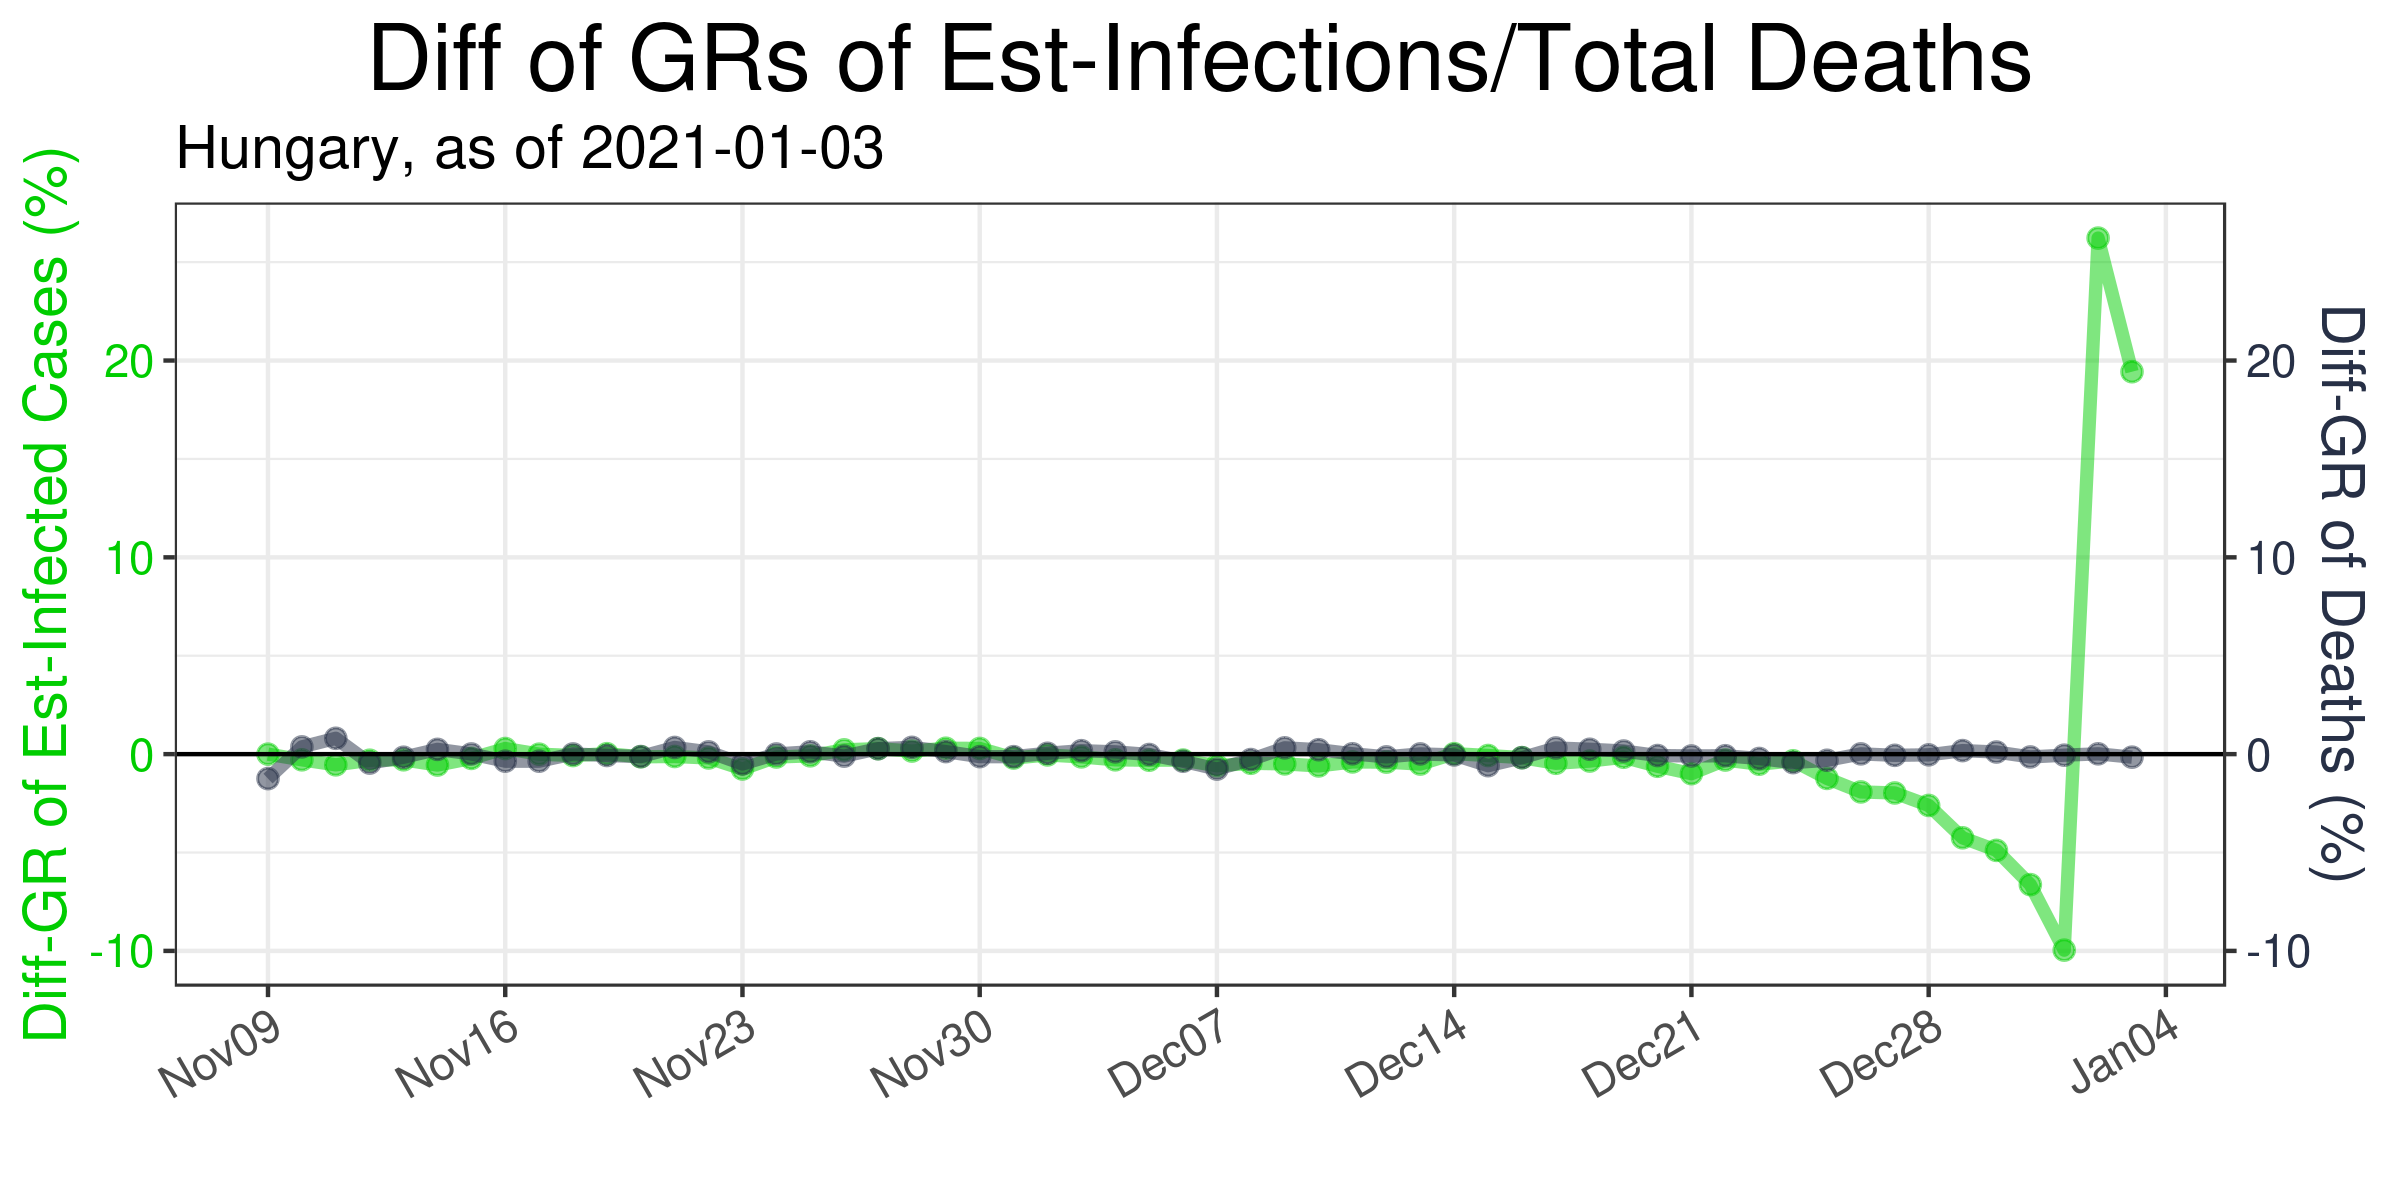 Diff of GRs of Est-Infections/Total Deaths
Hungary, as of 2021-01-03
Diff-GR of Est-Infected Cases (%)
20
10
0
-10
20
10
0
-10
Diff-GR of Deaths (%)
Nov09
Nov16
Nov23
Nov30
Dec07
Dec14
Dec21
Dec28
Jan04